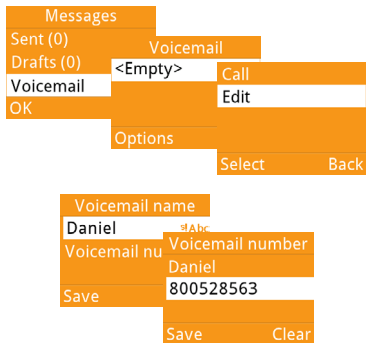 Messages
Sent (0)
Drafts (0)
Voicemail
OK
Voicemail
<Empty>
Options
Call
Edit
Select Back
Voicemail name
Daniel
Abc
Voicemail nu
Save
Voicemail number
Daniel
800528563
Save Clear